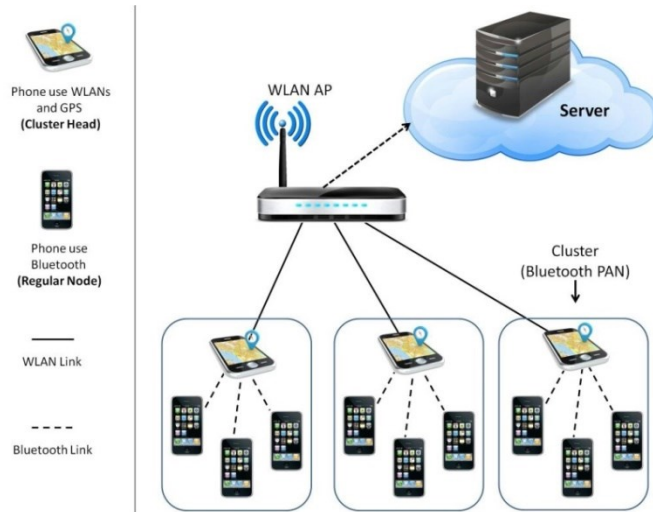 Phone use WLANs
and GPS
(Cluster Head)
Phone use
Bluetooth
(Regular Node)
WLAN Link
Bluetooth Link
WLAN AP
Server
Cluster
(Bluetooth PAN)